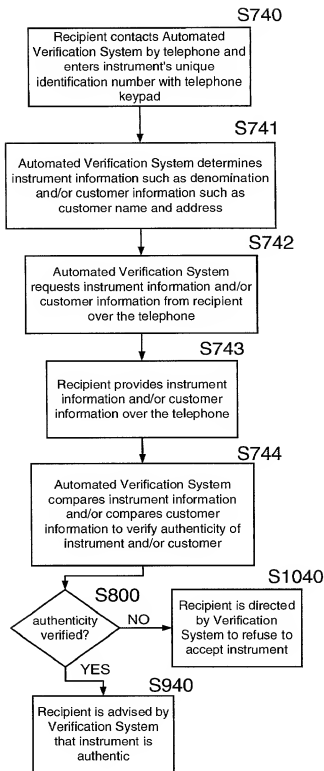 S740
Recipient contacts Automated
Verification System by telephone and
enters instrument's unique
identification number with telephone
keypad
S741
Automated Verification System determines
instrument information such as denomination
and/or customer information such as
customer name and address
S742
Automated Verification System
requests instrument information and/or
customer information from recipient
over the telephone
S743
Recipient provides instrument
information and/or customer
information over the telephone
S744
Automated Verification System
compares instrument information
and/or compares customer
information to verify authenticity of
instrument and/or customer
S800
authenticity
verified?
NO
S1040
Recipient is directed
by Verification
System to refuse to
accept instrument
YES
S940
Recipient is advised by
Verification System
that instrument is
authentic